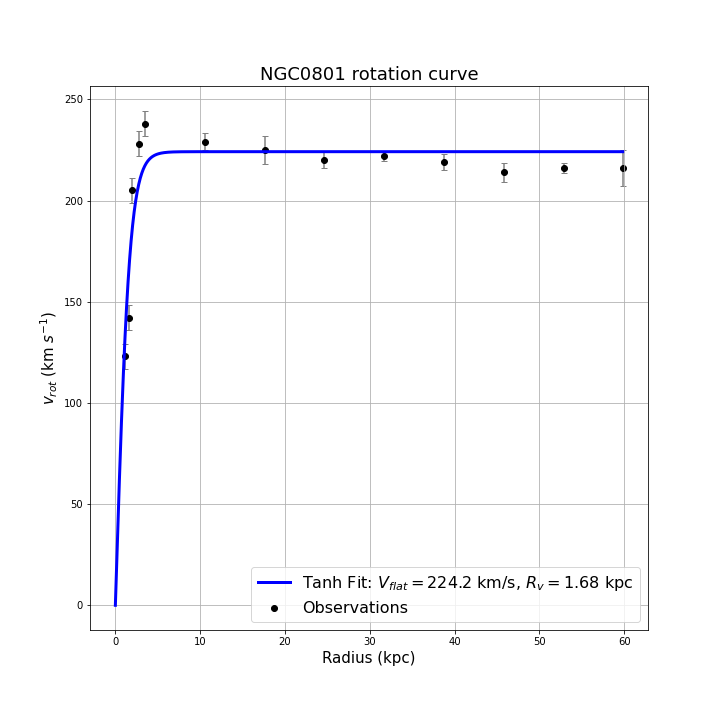 NGC0801 rotation curve
250
200
150
100
50
0
v_rot (km s⁻¹)
0 10 20 30 40 50 60
Radius (kpc)
Tanh Fit: V_flat = 224.2 km/s, R_v = 1.68 kpc
Observations